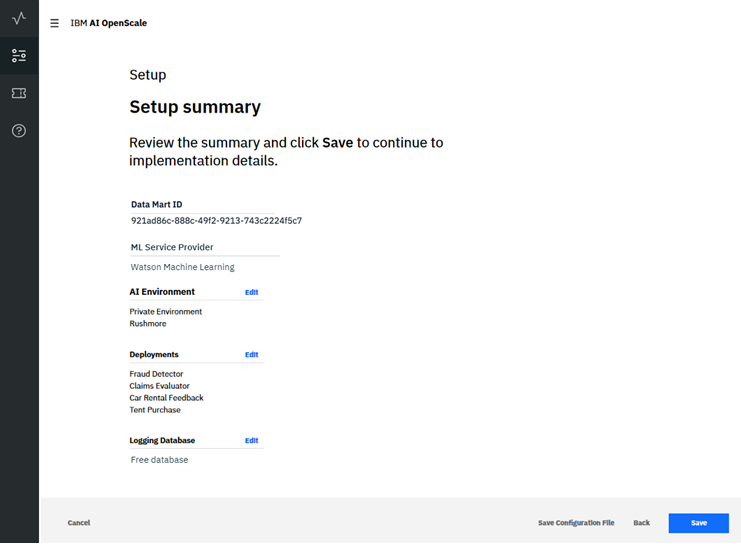 IBM AI OpenScale
Setup
Setup summary
Review the summary and click Save to continue to
implementation details.
Data Mart ID
921ad86c-888c-49f2-9213-743c2224f5c7
ML Service Provider
Watson Machine Learning
AI Environment Edit
Private Environment
Rushmore
Deployments Edit
Fraud Detector
Claims Evaluator
Car Rental Feedback
Tent Purchase
Logging Database Edit
Free database
Cancel Save Configuration File Back Save